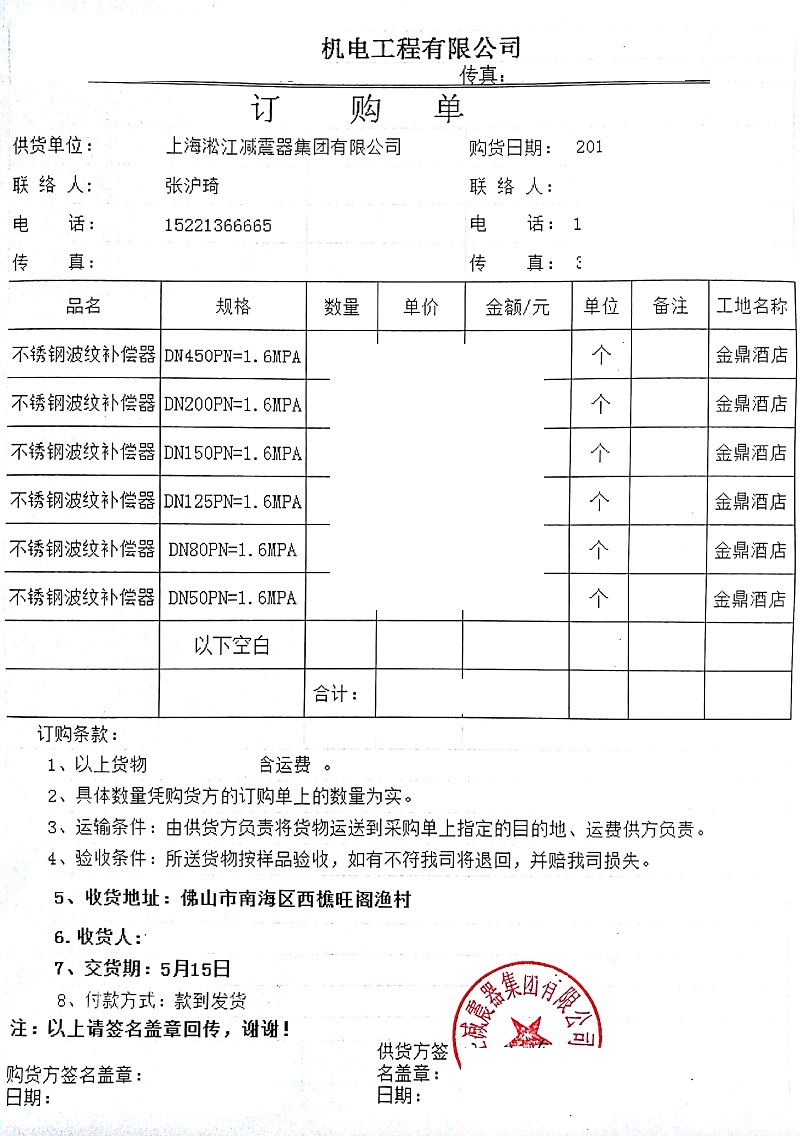 机电工程有限公司
传真：
订 购 单
供货单位： 上海淞江减震器集团有限公司 购货日期： 201
联 络 人： 张沪琦 联 络 人：
电 话： 15221366665 电 话： 1
传 真： 传 真：
品名 规格 数量 单价 金额/元 单位 备注 工地名称
不锈钢波纹补偿器 DN450PN=1.6MPA 个 金鼎酒店
不锈钢波纹补偿器 DN200PN=1.6MPA 个 金鼎酒店
不锈钢波纹补偿器 DN150PN=1.6MPA 个 金鼎酒店
不锈钢波纹补偿器 DN125PN=1.6MPA 个 金鼎酒店
不锈钢波纹补偿器 DN80PN=1.6MPA 个 金鼎酒店
不锈钢波纹补偿器 DN50PN=1.6MPA 个 金鼎酒店
以下空白
合计：
订购条款：
1、以上货物 含运费 。
2、具体数量凭购货方的订购单上的数量为实。
3、运输条件：由供货方负责将货物运送到采购单上指定的目的地、运费供方负责。
4、验收条件：所送货物按样品验收，如有不符我司将退回，并赔我司损失。
5、收货地址：佛山市南海区西樵旺阁渔村
6.收货人：
7、交货期：5月15日
8、付款方式：款到发货
注：以上请签名盖章回传，谢谢！
减震器集团有限公司
供货方签
名盖章：
日期：
购货方签名盖章：
日期：